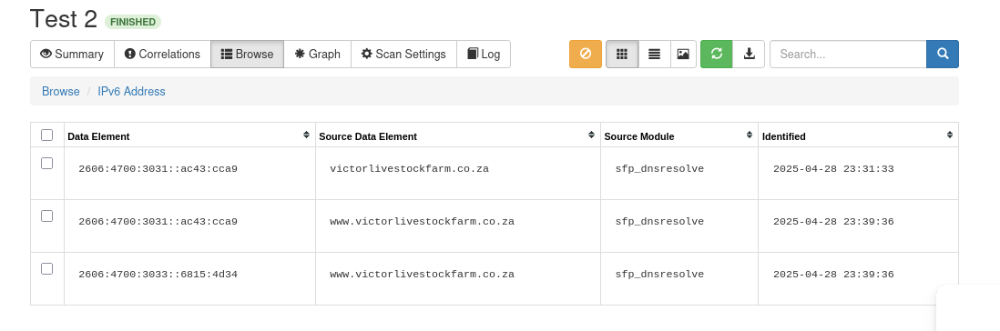 Test 2 FINISHED
Summary Correlations Browse Graph Scan Settings Log Search...
Browse / IPv6 Address
Data Element Source Data Element Source Module Identified
2606:4700:3031::ac43:cca9 victorlivestockfarm.co.za sfp_dnsresolve 2025-04-28 23:31:33
2606:4700:3031::ac43:cca9 www.victorlivestockfarm.co.za sfp_dnsresolve 2025-04-28 23:39:36
2606:4700:3033::6815:4d34 www.victorlivestockfarm.co.za sfp_dnsresolve 2025-04-28 23:39:36